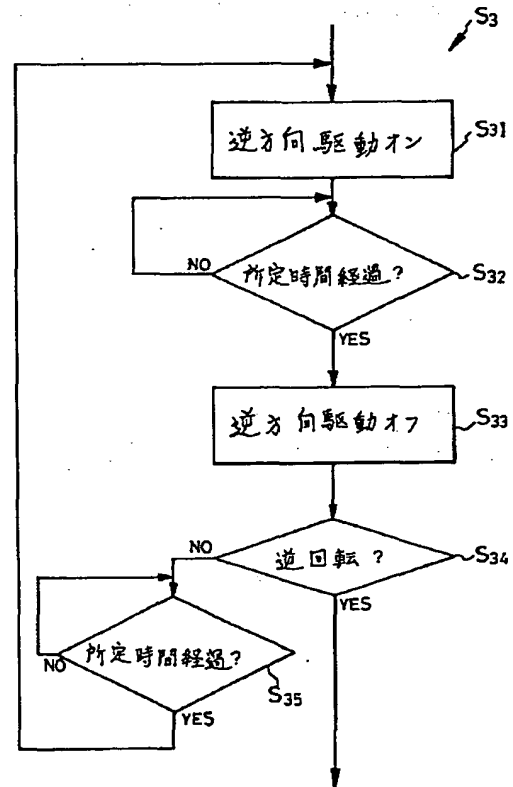 S3
逆方向駆動オン
S31
所定時間経過?
NO
S32
YES
逆方向駆動オフ
S33
NO
逆回転?
S34
YES
所定時間経過?
NO
S35
YES